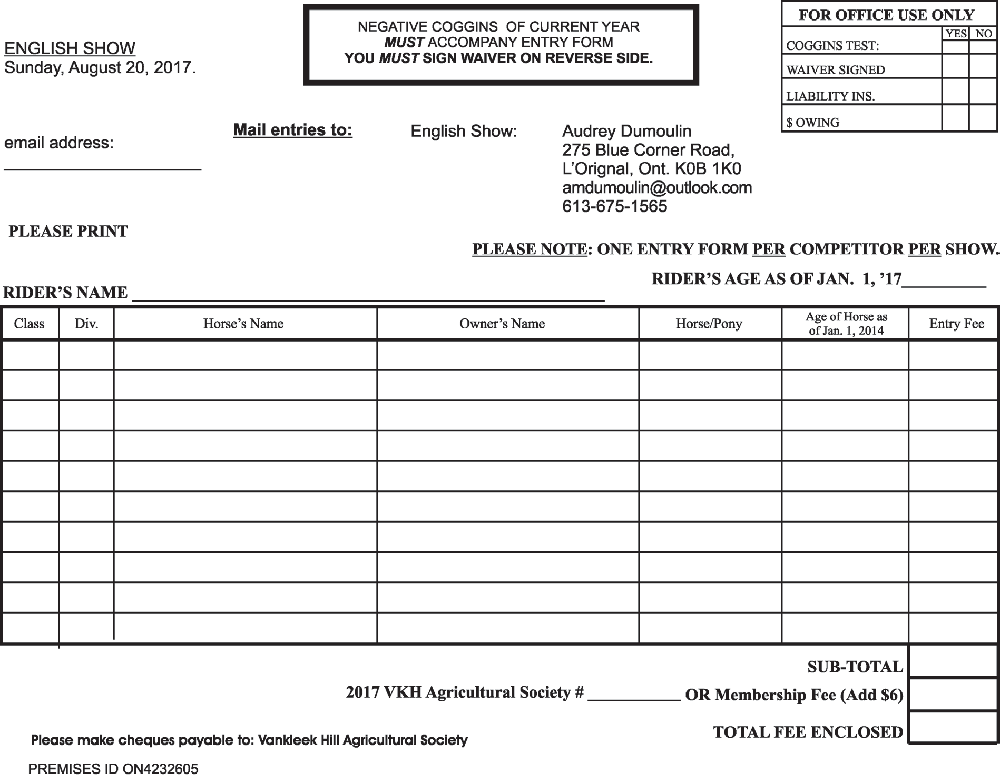 ENGLISH SHOW
Sunday, August 20, 2017.
NEGATIVE COGGINS OF CURRENT YEAR
MUST ACCOMPANY ENTRY FORM
YOU MUST SIGN WAIVER ON REVERSE SIDE.
FOR OFFICE USE ONLY
YES NO
COGGINS TEST:
WAIVER SIGNED
LIABILITY INS.
$ OWING
email address:
Mail entries to:
English Show:
Audrey Dumoulin
275 Blue Corner Road,
L'Orignal, Ont. K0B 1K0
amdumoulin@outlook.com
613-675-1565
PLEASE PRINT
PLEASE NOTE: ONE ENTRY FORM PER COMPETITOR PER SHOW.
RIDER'S AGE AS OF JAN. 1, '17
RIDER'S NAME
Class Div. Horse's Name Owner's Name Horse/Pony Age of Horse as Entry Fee
of Jan. 1, 2014
SUB-TOTAL
2017 VKH Agricultural Society # OR Membership Fee (Add $6)
TOTAL FEE ENCLOSED
Please make cheques payable to: Vankleek Hill Agricultural Society
PREMISES ID ON4232605